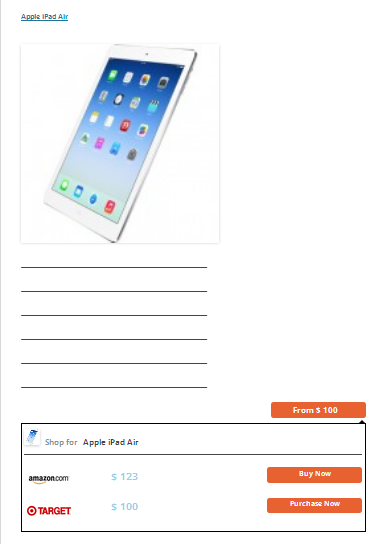 Apple iPad Air
From $ 100
Shop for Apple iPad Air
amazon.com $ 123 Buy Now
TARGET $ 100 Purchase Now